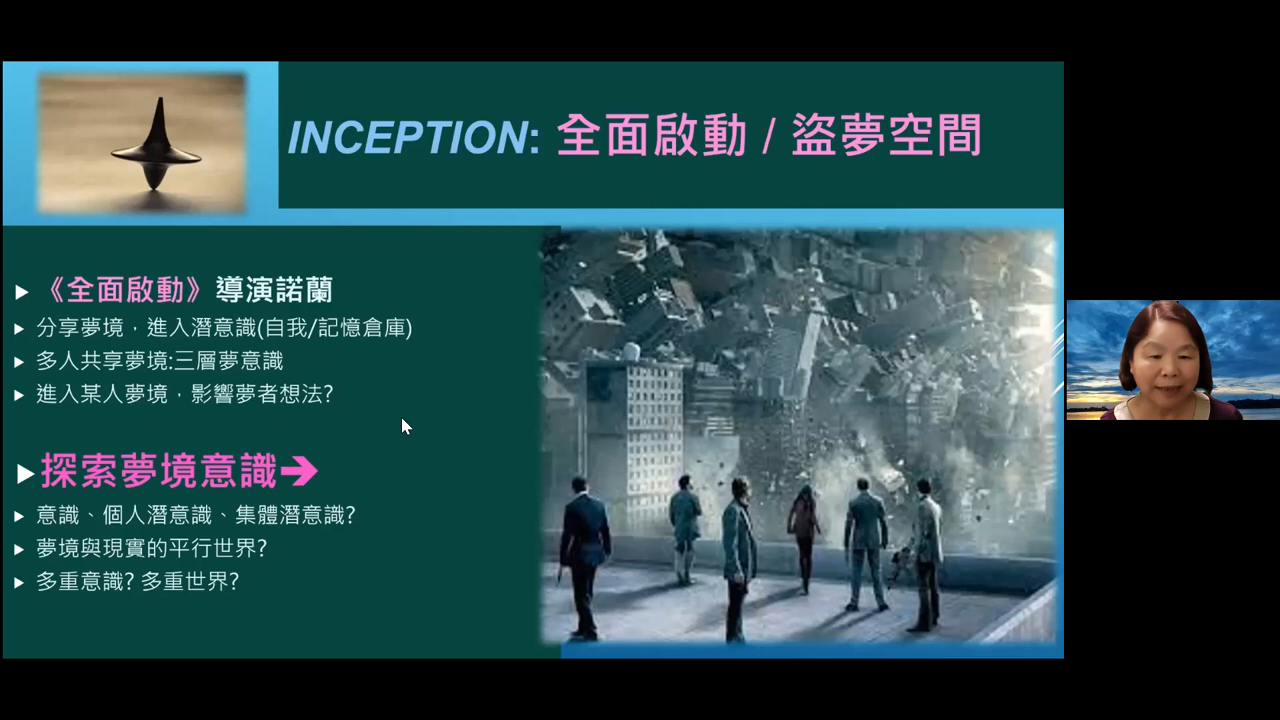 INCEPTION: 全面啟動 / 盜夢空間
《全面啟動》導演諾蘭
分享夢境，進入潛意識(自我/記憶倉庫)
多人共享夢境:三層夢意識
進入某人夢境，影響夢者想法?
探索夢境意識➔
意識、個人潛意識、集體潛意識?
夢境與現實的平行世界?
多重意識? 多重世界?